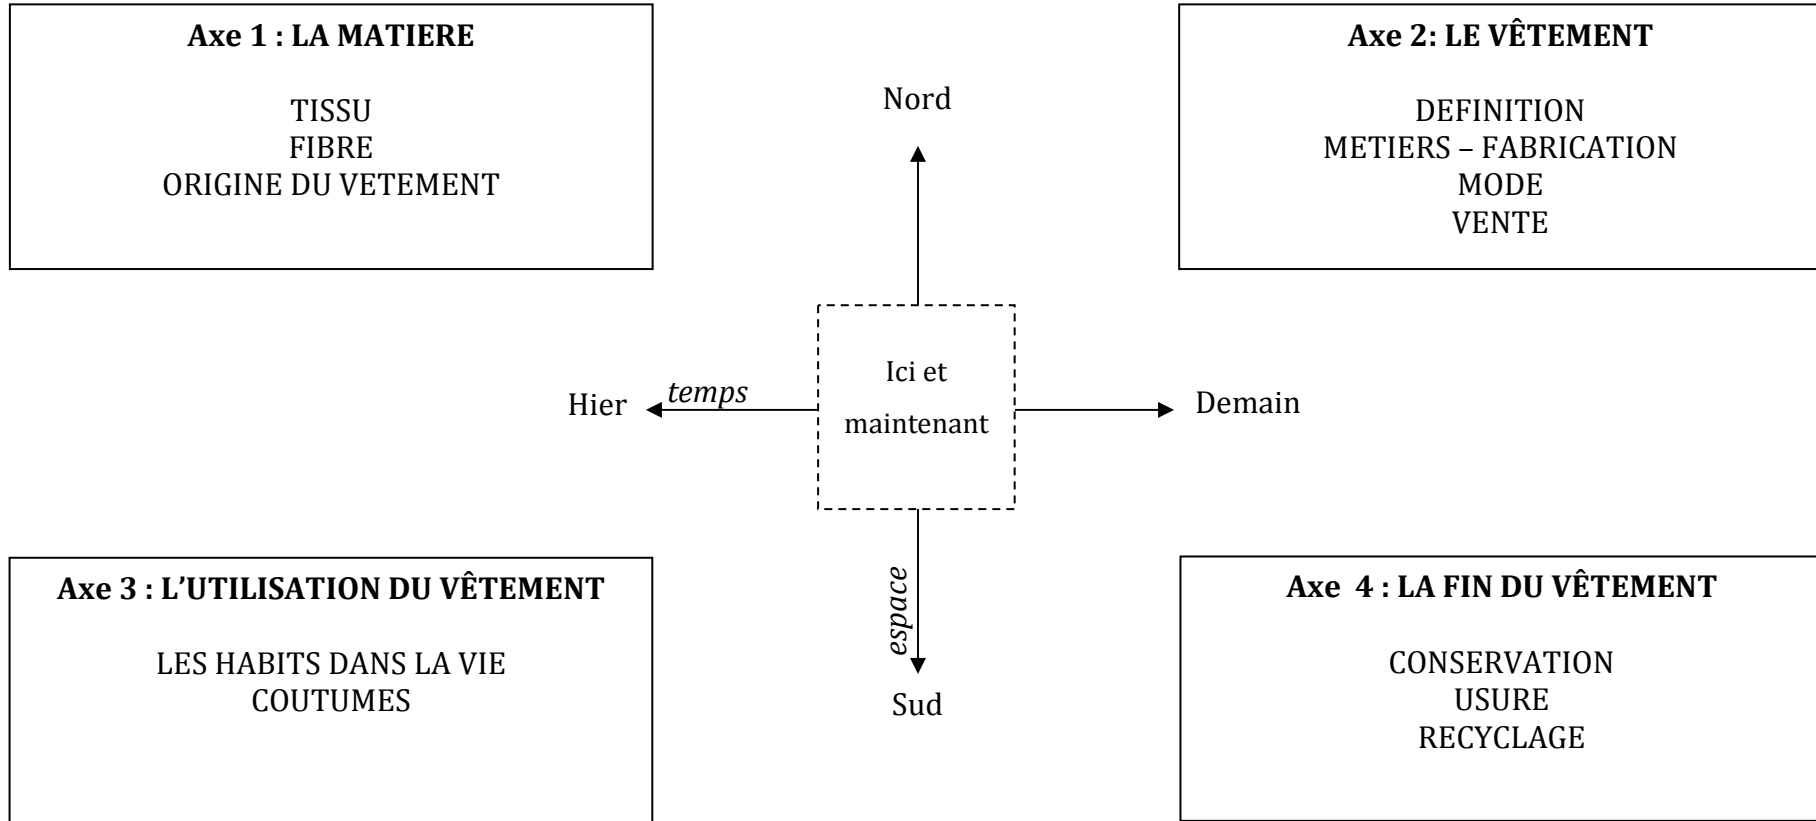 Axe 1 : LA MATIERE
TISSU
FIBRE
ORIGINE DU VETEMENT
Axe 2: LE VÊTEMENT
DEFINITION
METIERS – FABRICATION
MODE
VENTE
Nord
Ici et
maintenant
Hier
temps
Demain
espace
Sud
Axe 3 : L’UTILISATION DU VÊTEMENT
LES HABITS DANS LA VIE
COUTUMES
Axe 4 : LA FIN DU VÊTEMENT
CONSERVATION
USURE
RECYCLAGE